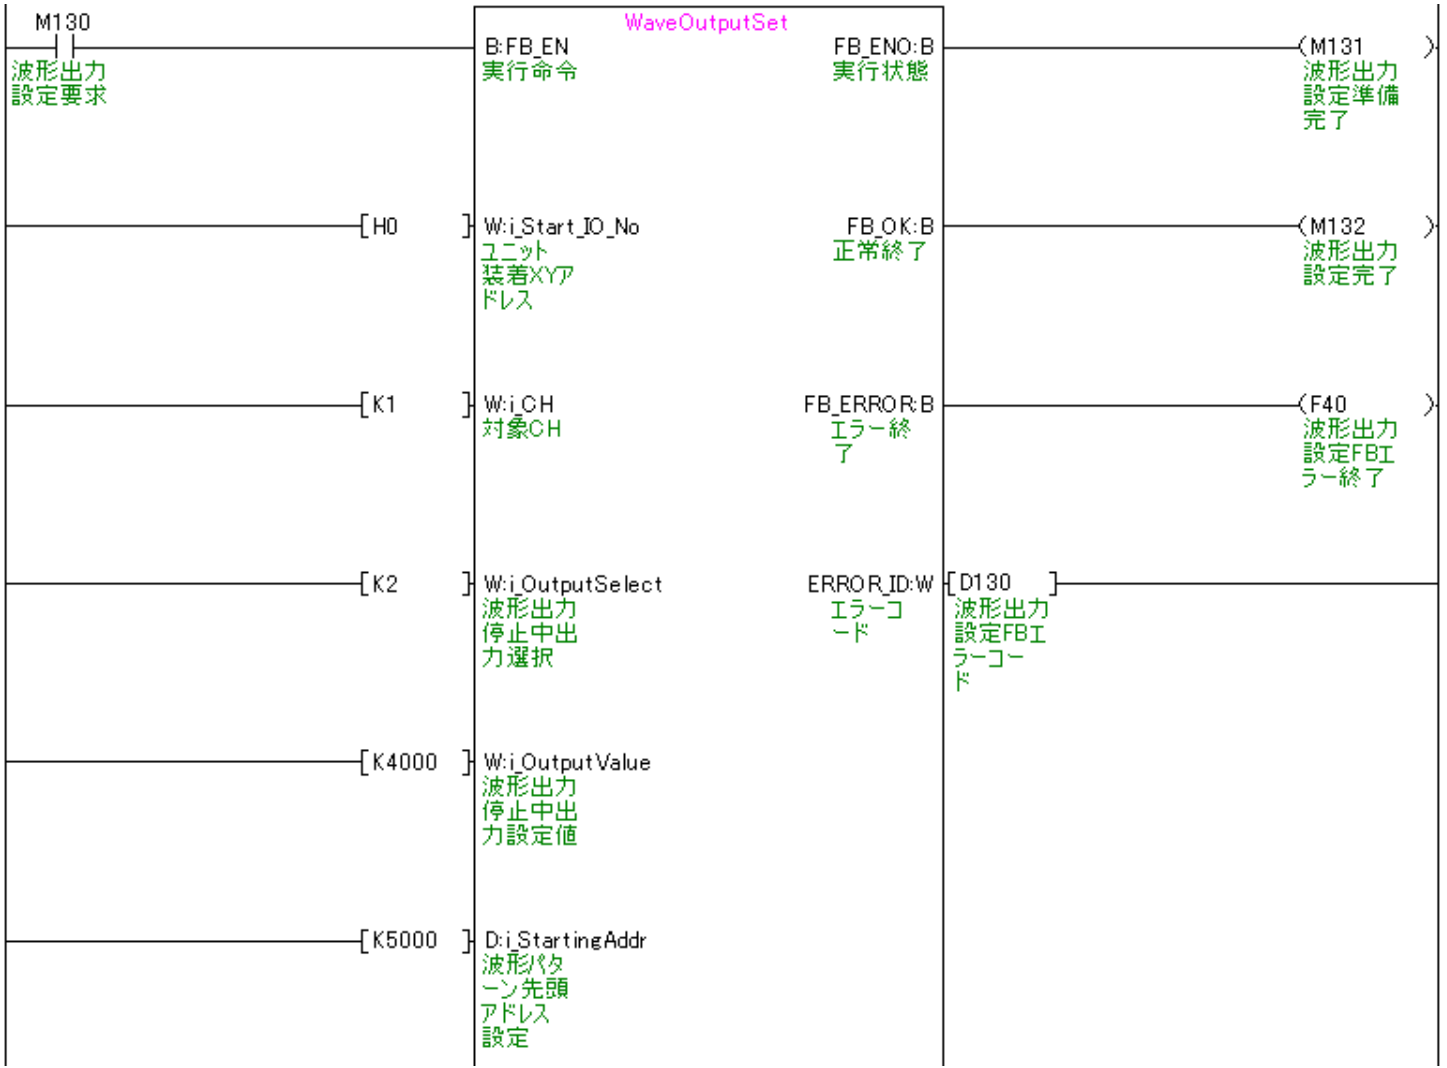 WaveOutputSet
M130
波形出力
設定要求
B:FB_EN
実行命令
FB_ENO:B
実行状態
M131
波形出力
設定準備
完了
H0
W:i_Start_IO_No
ユニット
装着XYア
ドレス
FB_OK:B
正常終了
M132
波形出力
設定完了
K1
W:i_CH
対象CH
FB_ERROR:B
エラー終
了
F40
波形出力
設定FBエ
ラー終了
K2
W:i_OutputSelect
波形出力
停止中出
力選択
ERROR_ID:W
エラーコ
ード
D130
波形出力
設定FBエ
ラーコー
ド
K4000
W:i_OutputValue
波形出力
停止中出
力設定値
K5000
D:i_StartingAddr
波形パタ
ーン先頭
アドレス
設定